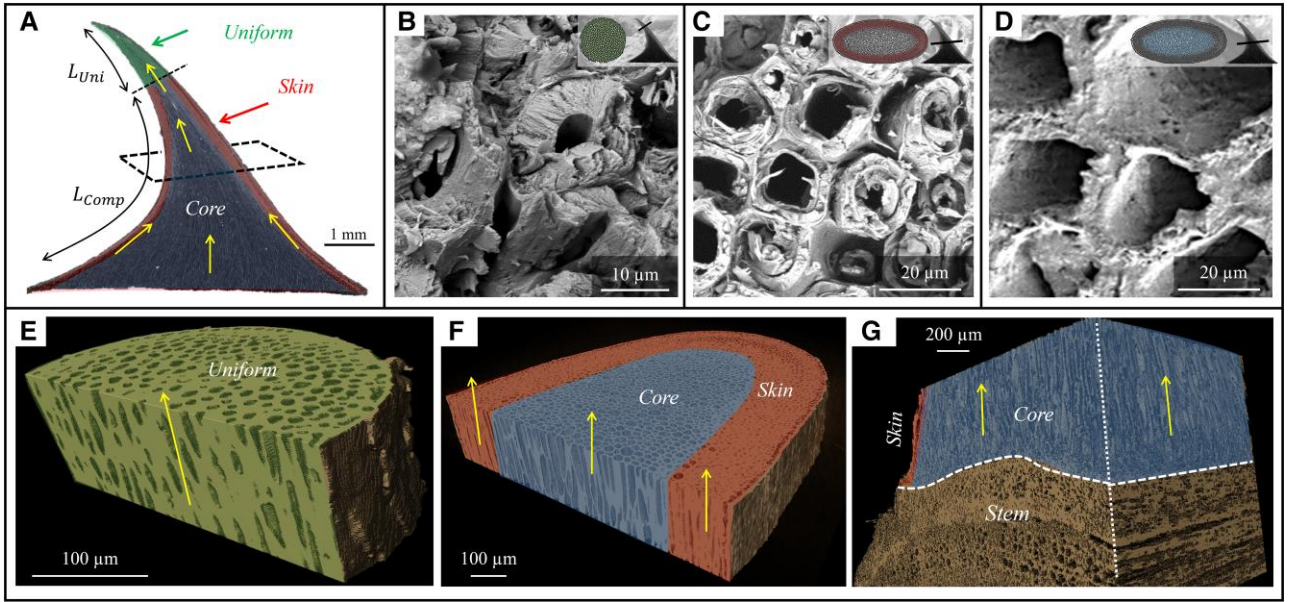 A
Uniform
L_Uni
Skin
L_Comp
Core
1 mm
B
10 µm
C
20 µm
D
20 µm
E
Uniform
100 µm
F
Core
Skin
100 µm
G
200 µm
Skin
Core
Stem